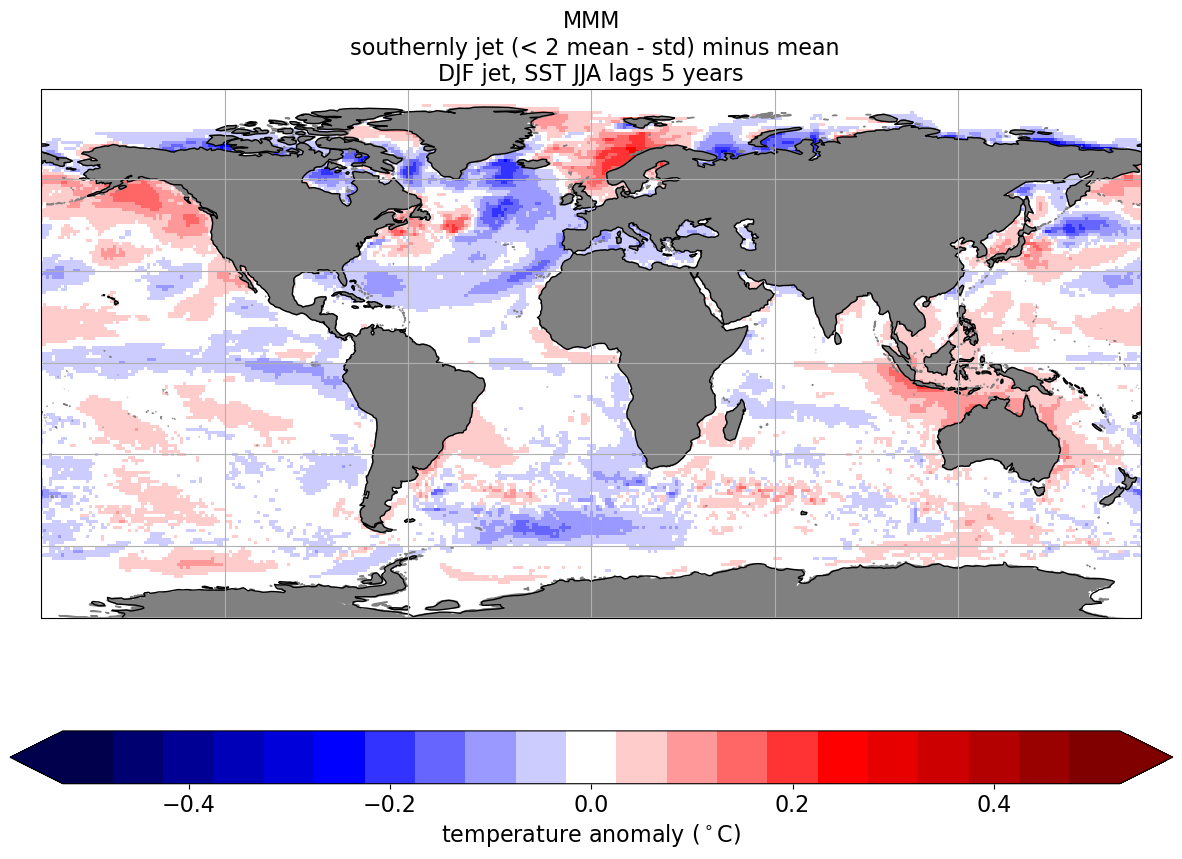 MMM
southernly jet (< 2 mean - std) minus mean
DJF jet, SST JJA lags 5 years
−0.4 −0.2 0.0 0.2 0.4
temperature anomaly (∘C)